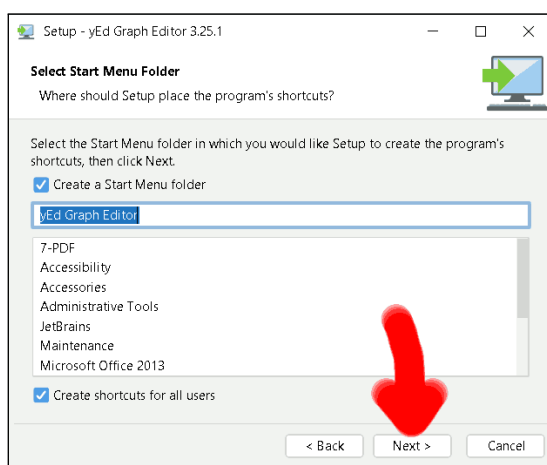 Setup - yEd Graph Editor 3.25.1
Select Start Menu Folder
Where should Setup place the program's shortcuts?
Select the Start Menu folder in which you would like Setup to create the program's
shortcuts, then click Next.
Create a Start Menu folder
yEd Graph Editor
7-PDF
Accessibility
Accessories
Administrative Tools
JetBrains
Maintenance
Microsoft Office 2013
Create shortcuts for all users
< Back Next > Cancel